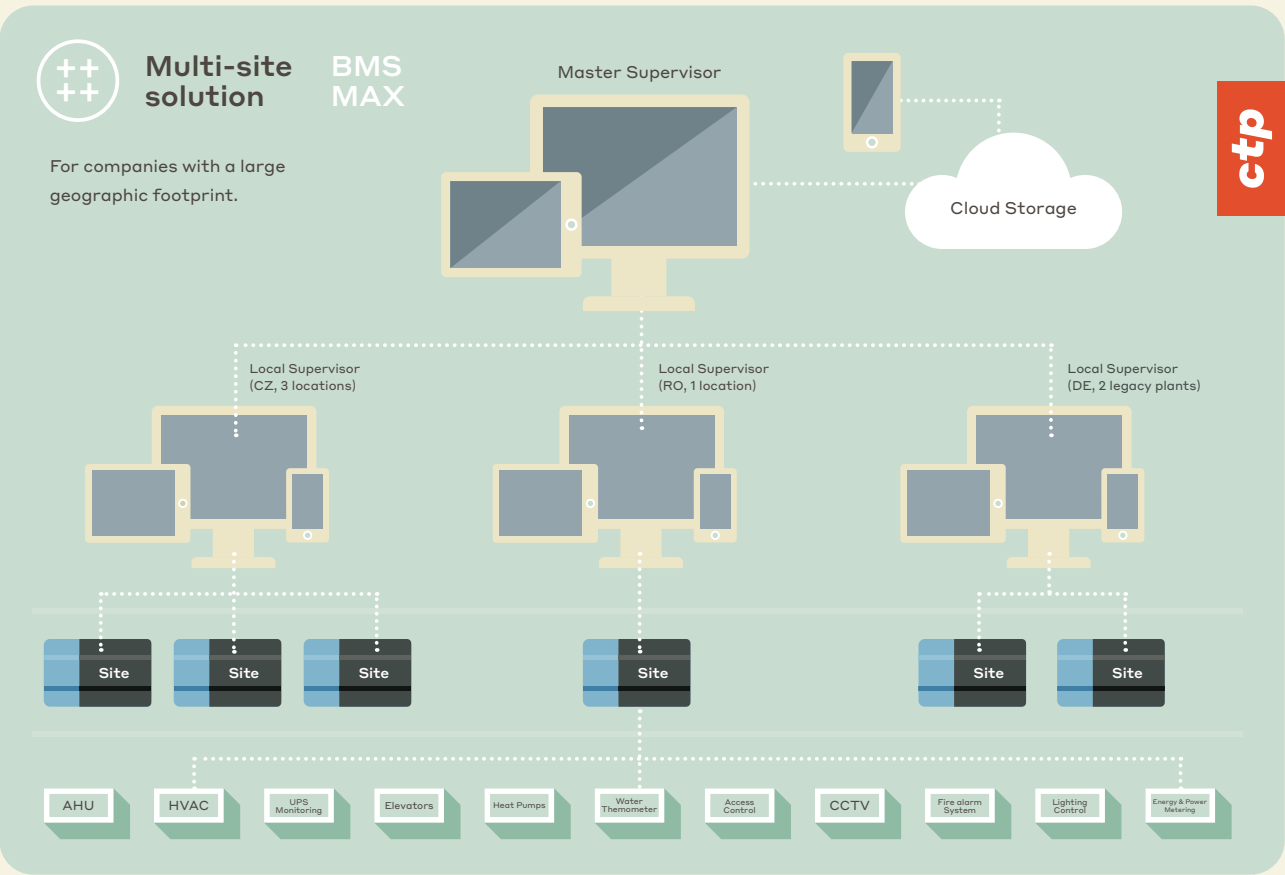 Multi-site
solution
BMS
MAX
For companies with a large
geographic footprint.
Master Supervisor
Cloud Storage
ctp
Local Supervisor
(CZ, 3 locations)
Local Supervisor
(RO, 1 location)
Local Supervisor
(DE, 2 legacy plants)
Site
Site
Site
Site
Site
Site
AHU
HVAC
UPS
Monitoring
Elevators
Heat Pumps
Water
Themometer
Access
Control
CCTV
Fire alarm
System
Lighting
Control
Energy & Power
Metering